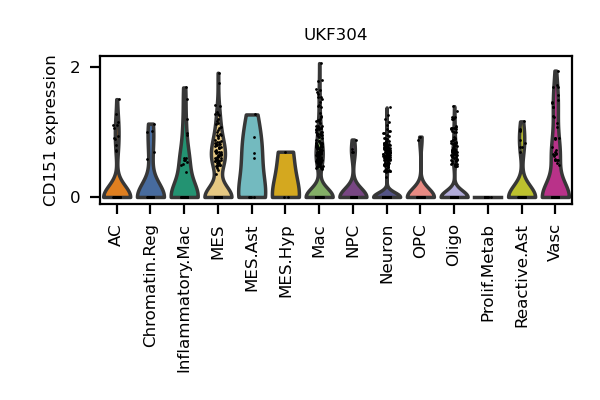 UKF304
CD151 expression
2
0
AC
Chromatin.Reg
Inflammatory.Mac
MES
MES.Ast
MES.Hyp
Mac
NPC
Neuron
OPC
Oligo
Prolif.Metab
Reactive.Ast
Vasc